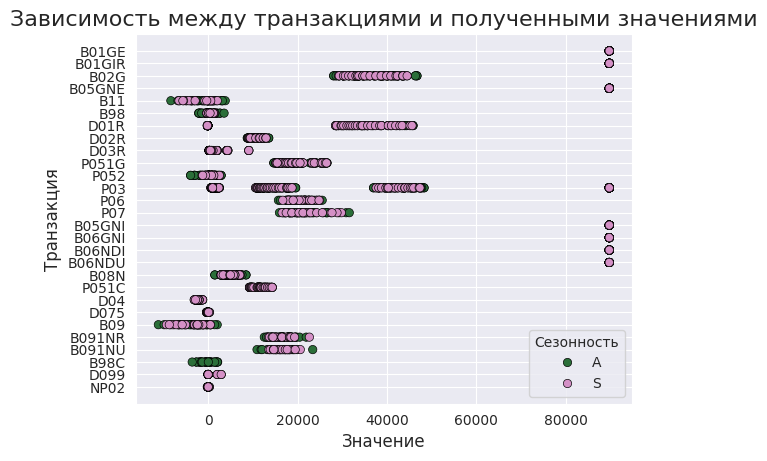 Зависимость между транзакциями и полученными значениями
Транзакция
B01GE
B01GIR
B02G
B05GNE
B11
B98
D01R
D02R
D03R
P051G
P052
P03
P06
P07
B05GNI
B06GNI
B06NDI
B06NDU
B08N
P051C
D04
D075
B09
B091NR
B091NU
B98C
D099
NP02
Сезонность
A
S
0 20000 40000 60000 80000
Значение